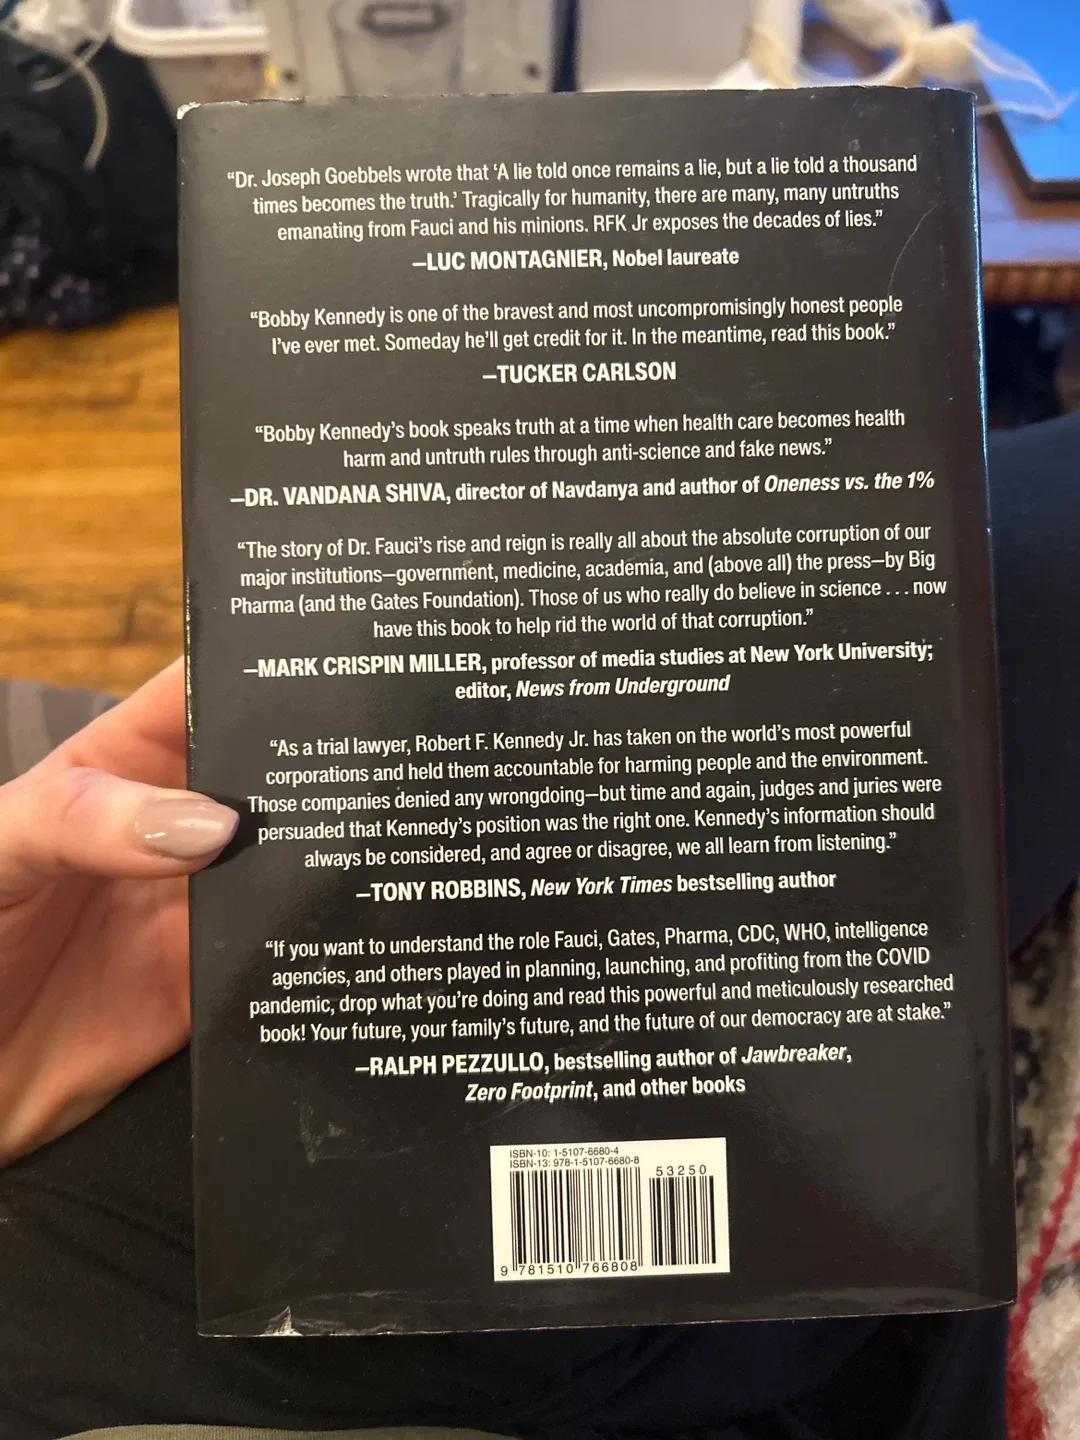 “Dr. Joseph Goebbels wrote that ‘A lie told once remains a lie, but a lie told a thousand
times becomes the truth.’ Tragically for humanity, there are many, many untruths
emanating from Fauci and his minions. RFK Jr exposes the decades of lies.”
—LUC MONTAGNIER, Nobel laureate
“Bobby Kennedy is one of the bravest and most uncompromisingly honest people
I’ve ever met. Someday he’ll get credit for it. In the meantime, read this book.”
—TUCKER CARLSON
“Bobby Kennedy’s book speaks truth at a time when health care becomes health
harm and untruth rules through anti-science and fake news.”
—DR. VANDANA SHIVA, director of Navdanya and author of Oneness vs. the 1%
“The story of Dr. Fauci’s rise and reign is really all about the absolute corruption of our
major institutions—government, medicine, academia, and (above all) the press—by Big
Pharma (and the Gates Foundation). Those of us who really do believe in science . . . now
have this book to help rid the world of that corruption.”
—MARK CRISPIN MILLER, professor of media studies at New York University;
editor, News from Underground
“As a trial lawyer, Robert F. Kennedy Jr. has taken on the world’s most powerful
corporations and held them accountable for harming people and the environment.
Those companies denied any wrongdoing—but time and again, judges and juries were
persuaded that Kennedy’s position was the right one. Kennedy’s information should
always be considered, and agree or disagree, we all learn from listening.”
—TONY ROBBINS, New York Times bestselling author
“If you want to understand the role Fauci, Gates, Pharma, CDC, WHO, intelligence
agencies, and others played in planning, launching, and profiting from the COVID
pandemic, drop what you’re doing and read this powerful and meticulously researched
book! Your future, your family’s future, and the future of our democracy are at stake.”
—RALPH PEZZULLO, bestselling author of Jawbreaker,
Zero Footprint, and other books
ISBN-10: 1-5107-6680-4
ISBN-13: 978-1-5107-6680-8
53250
9 781510 766808